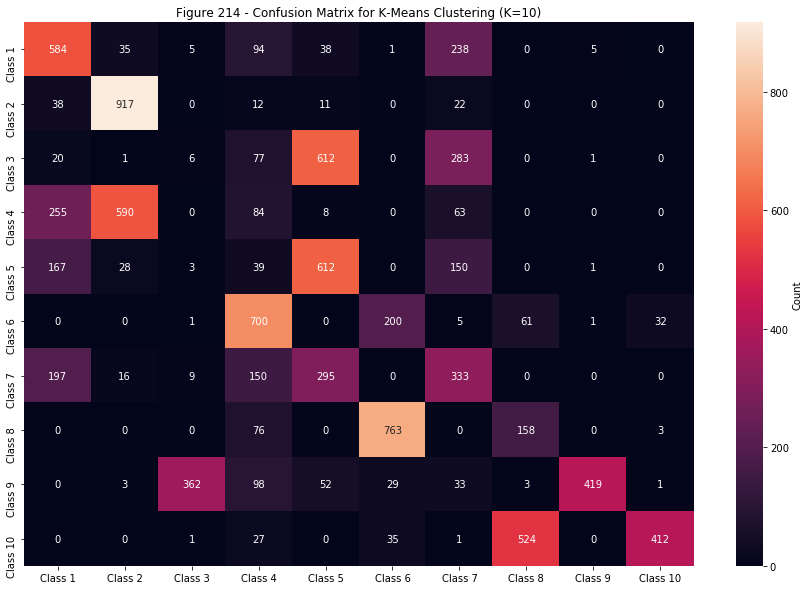 Figure 214 - Confusion Matrix for K-Means Clustering (K=10)
Class 1 584 35 5 94 38 1 238 0 5 0
Class 2 38 917 0 12 11 0 22 0 0 0
Class 3 20 1 6 77 612 0 283 0 1 0
Class 4 255 590 0 84 8 0 63 0 0 0
Class 5 167 28 3 39 612 0 150 0 1 0
Class 6 0 0 1 700 0 200 5 61 1 32
Class 7 197 16 9 150 295 0 333 0 0 0
Class 8 0 0 0 76 0 763 0 158 0 3
Class 9 0 3 362 98 52 29 33 3 419 1
Class 10 0 0 1 27 0 35 1 524 0 412
Class 1 Class 2 Class 3 Class 4 Class 5 Class 6 Class 7 Class 8 Class 9 Class 10
800
600
400
200
0
Count